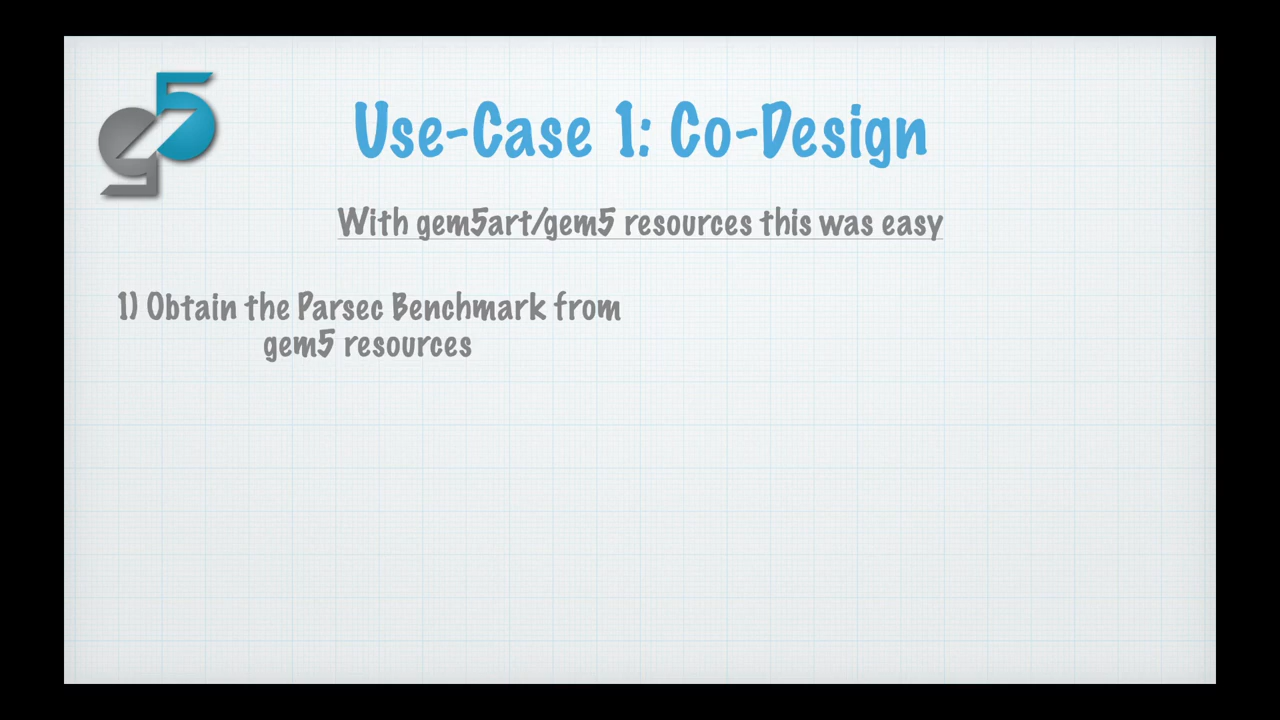 Use-Case 1: Co-Design
With gem5art/gem5 resources this was easy
1) Obtain the Parsec Benchmark from
gem5 resources